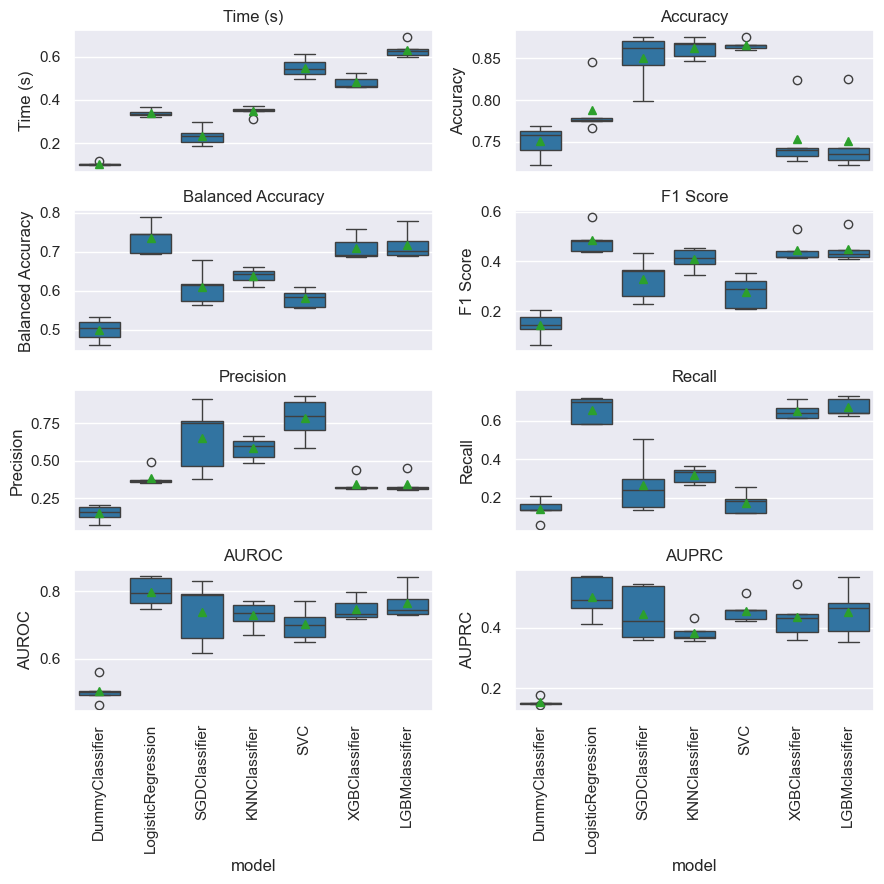 Time (s)
Time (s)
0.6
0.4
0.2
Accuracy
Accuracy
0.85
0.80
0.75
Balanced Accuracy
Balanced Accuracy
0.8
0.7
0.6
0.5
F1 Score
F1 Score
0.6
0.4
0.2
Precision
Precision
0.75
0.50
0.25
Recall
Recall
0.6
0.4
0.2
AUROC
AUROC
0.8
0.6
DummyClassifier
LogisticRegression
SGDClassifier
KNNClassifier
SVC
XGBClassifier
LGBMclassifier
model
AUPRC
AUPRC
0.4
0.2
DummyClassifier
LogisticRegression
SGDClassifier
KNNClassifier
SVC
XGBClassifier
LGBMclassifier
model